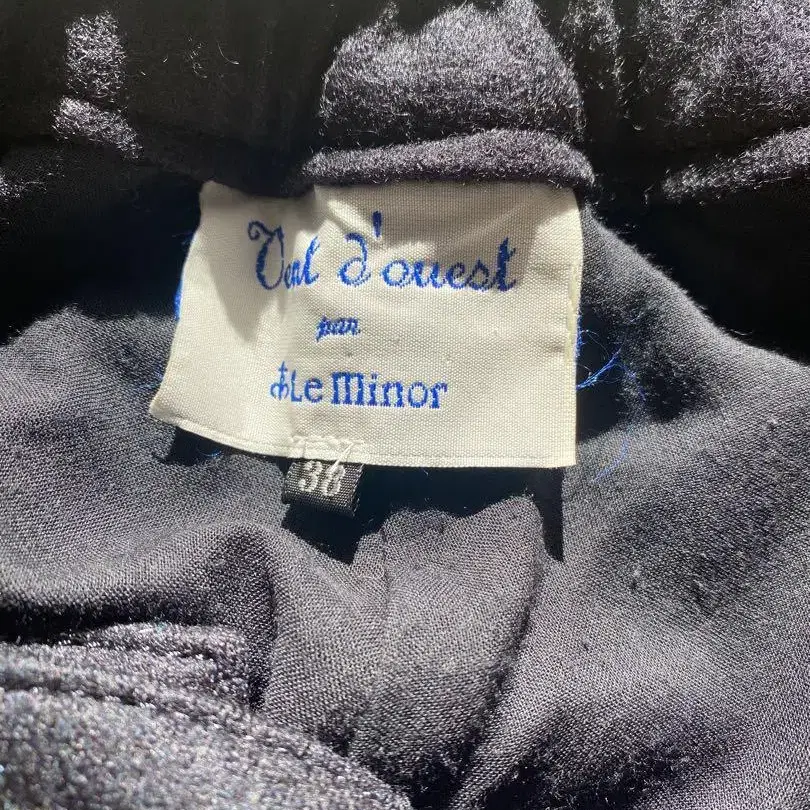 Vent d'ouest
par
Le Minor
38